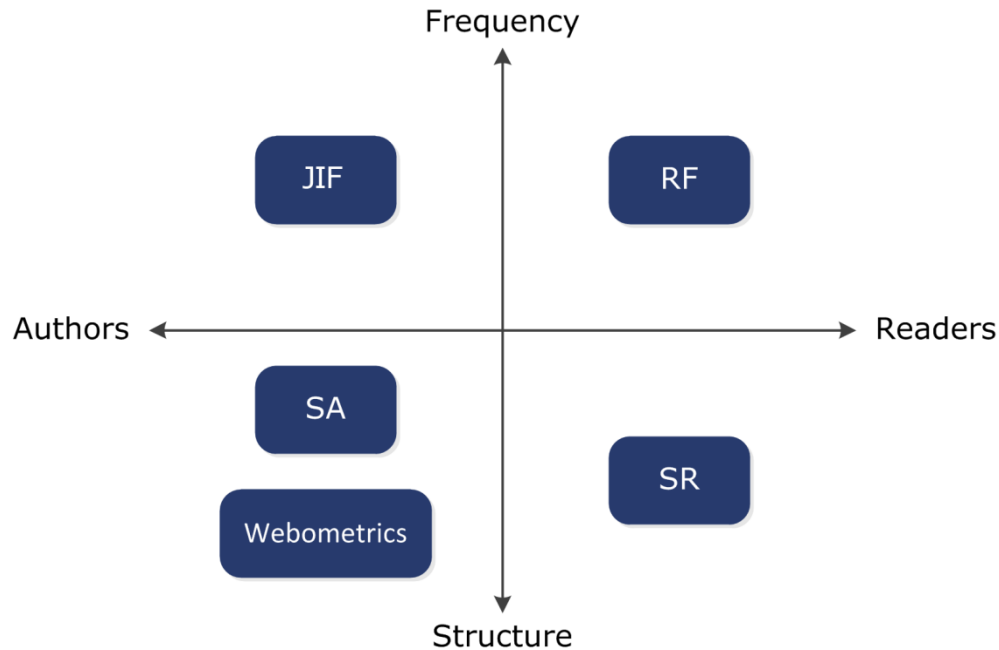 Frequency
JIF
RF
Authors
Readers
SA
SR
Webometrics
Structure